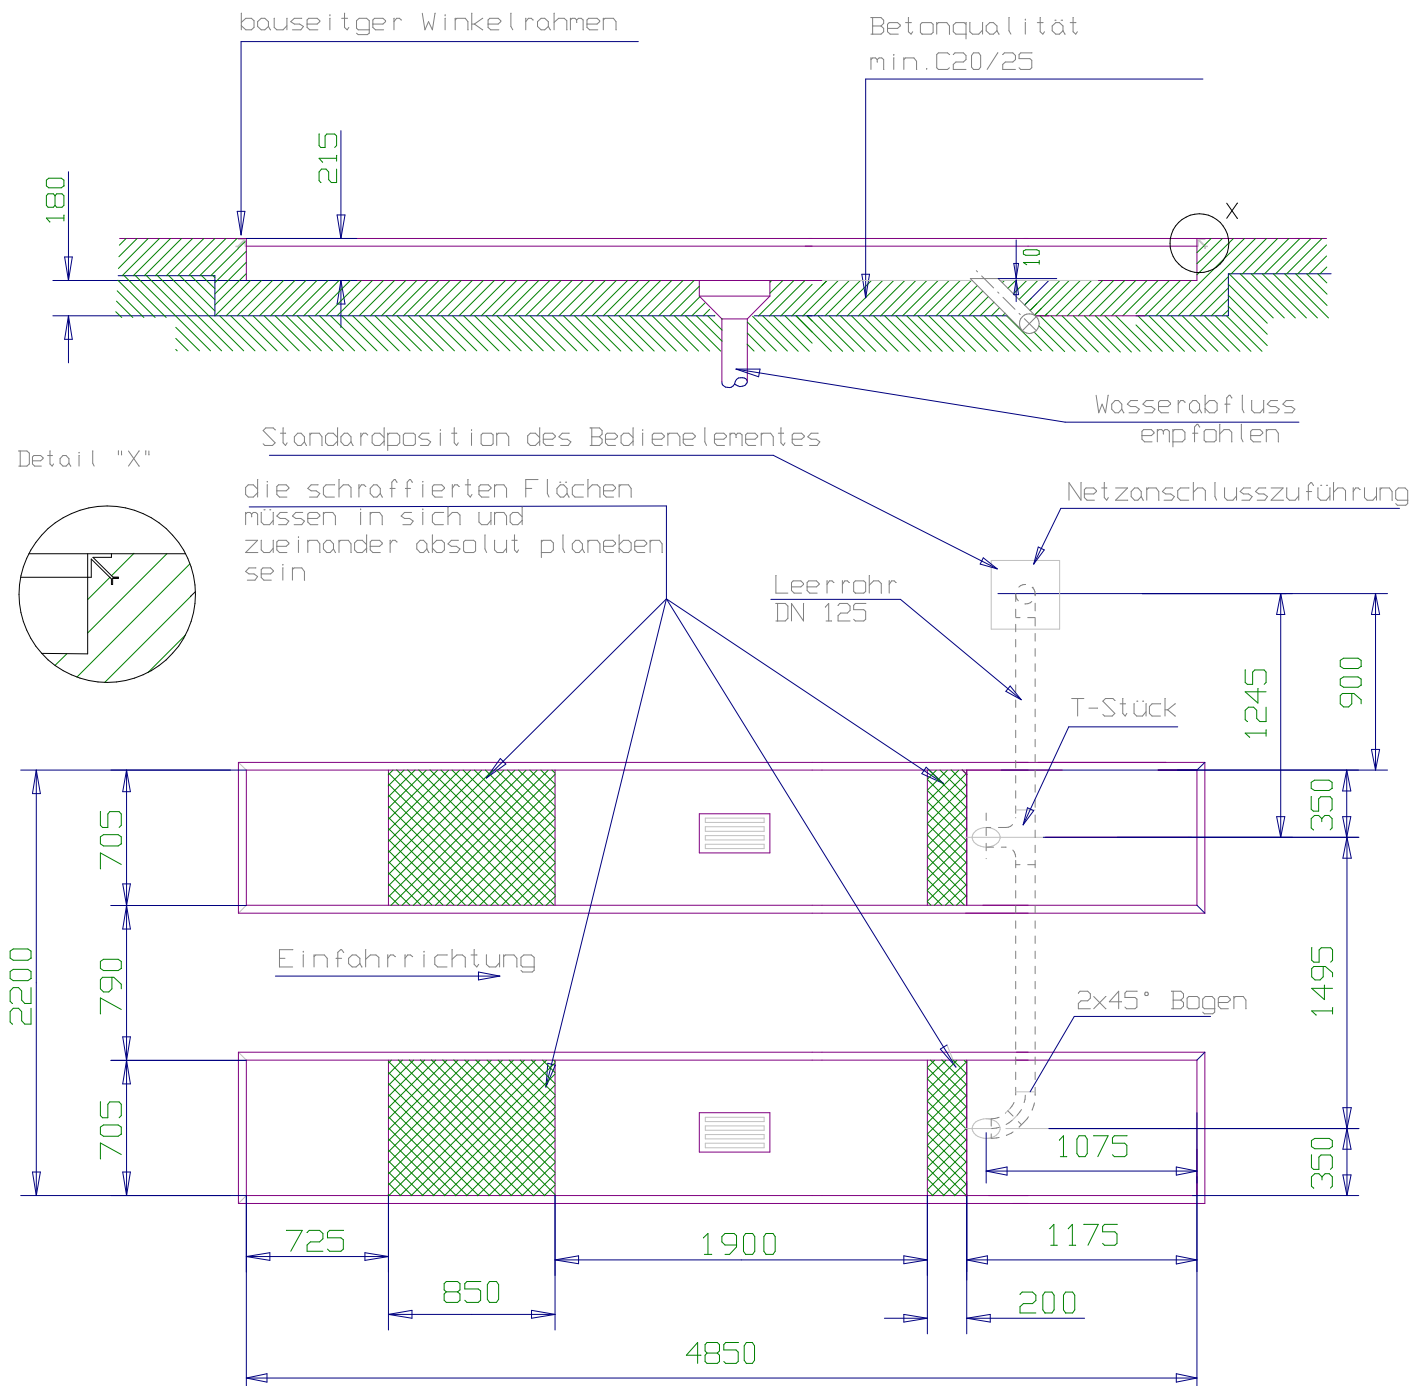 bauseitger Winkelrahmen
Betonqualität
min.C20/25
215
180
X
10
Wasserabfluss
empfohlen
Standardposition des Bedienelementes
Detail "X"
die schraffierten Flächen
müssen in sich und
zueinander absolut planeben
sein
Netzanschlusszuführung
Leerrohr
DN 125
T-Stück
1245
900
350
705
790
2200
705
Einfahrrichtung
1495
2x45° Bogen
1075
350
725
1900
1175
850
200
4850